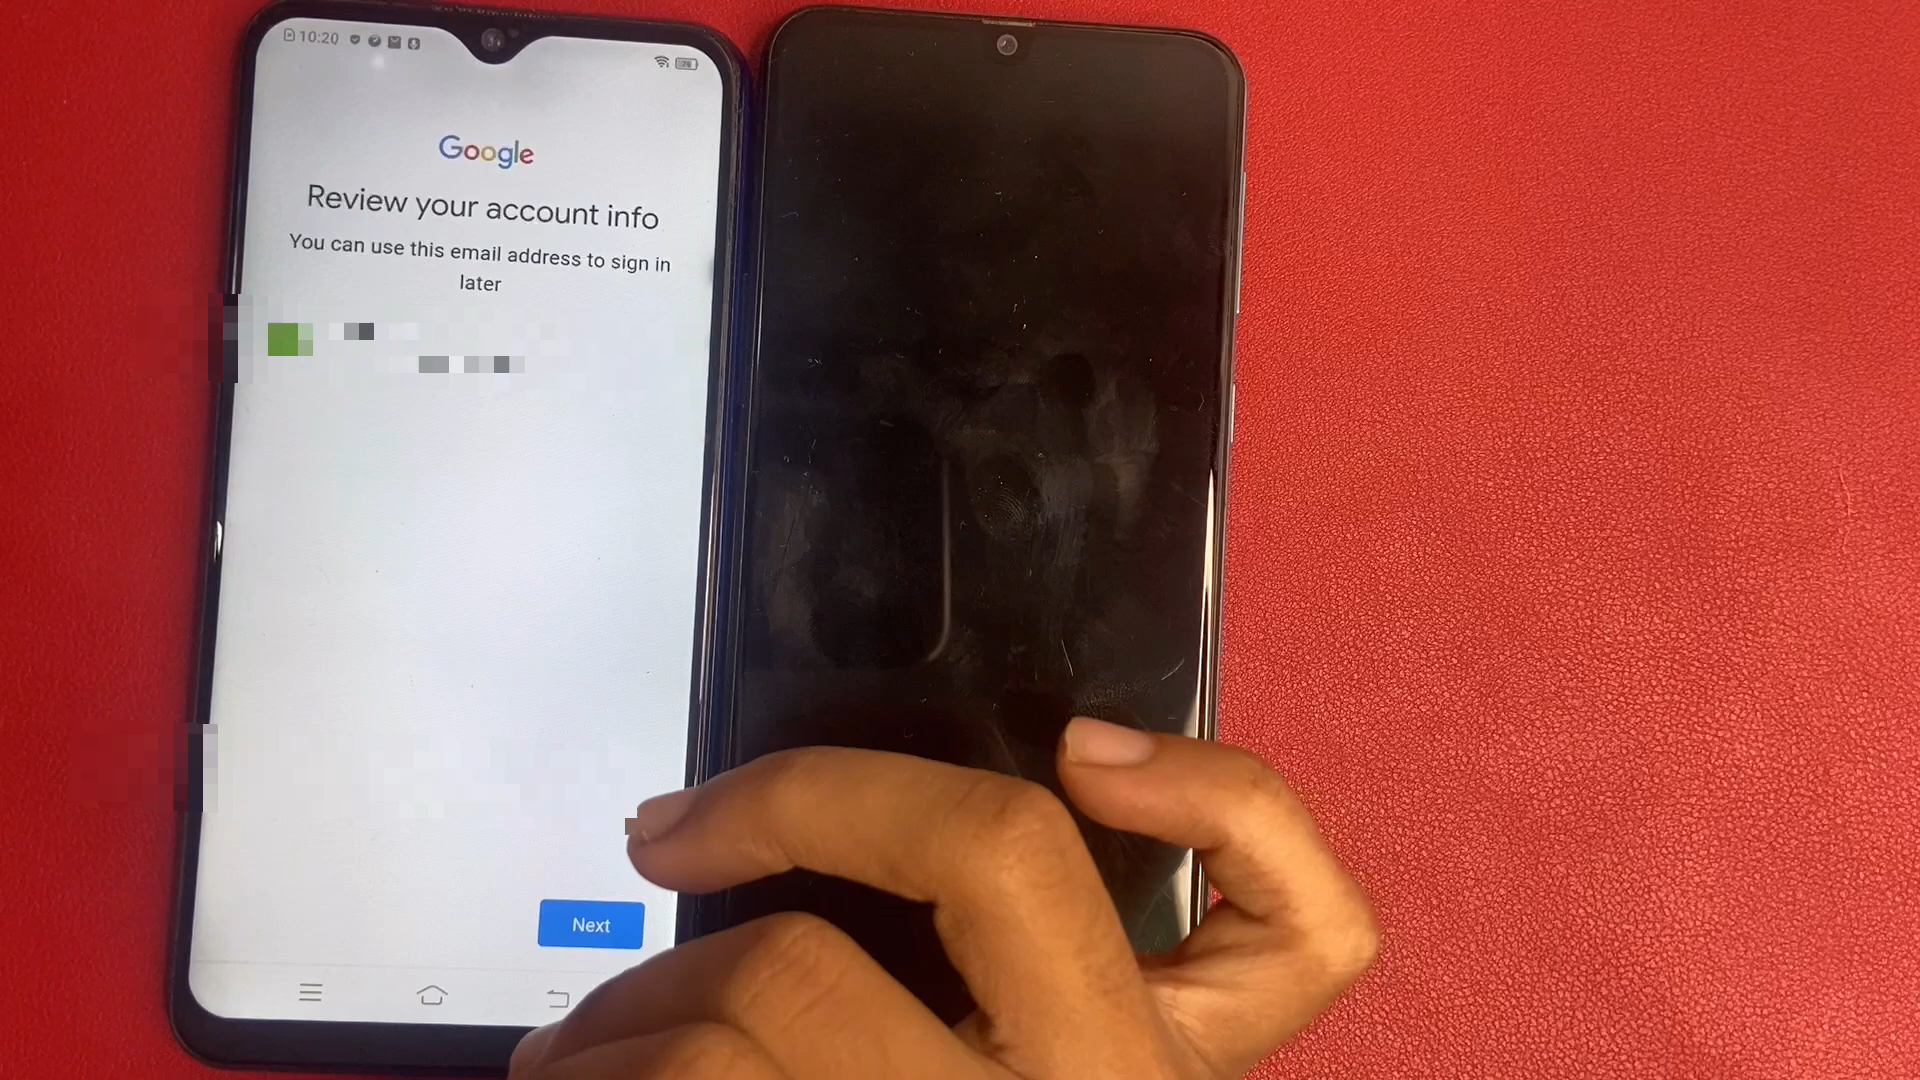 10:20
Google
Review your account info
You can use this email address to sign in
later
Next